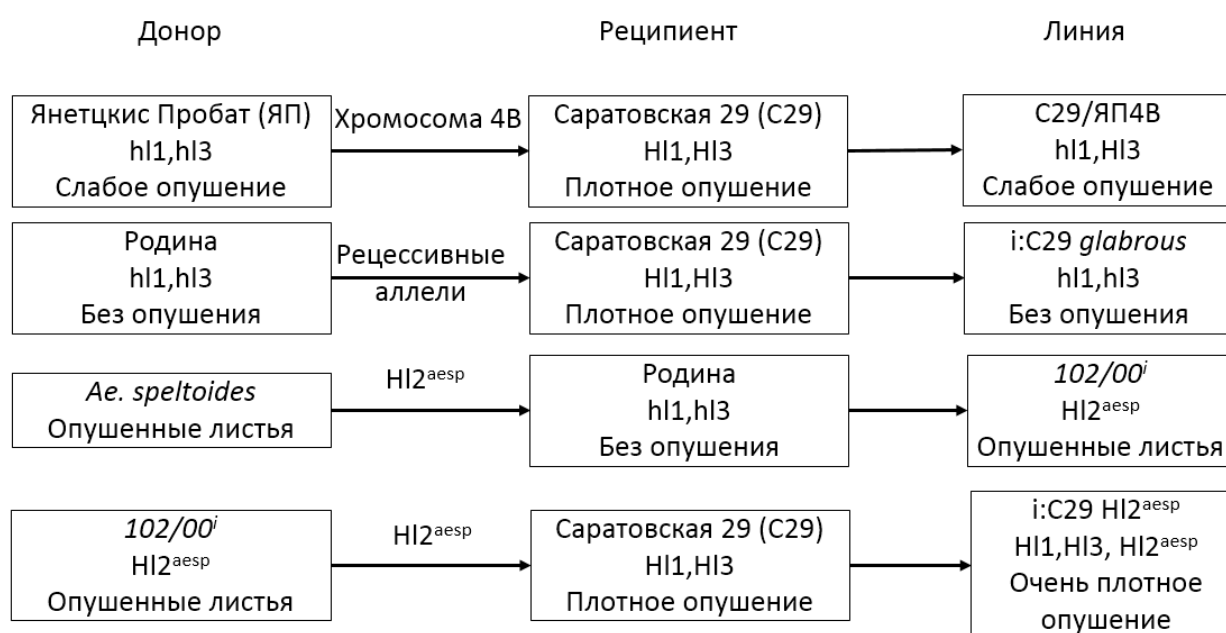 Донор
Реципиент
Линия
Янетцкис Пробат (ЯП)
hl1,hl3
Слабое опушение
Хромосома 4В
Саратовская 29 (С29)
Hl1,Hl3
Плотное опушение
С29/ЯП4В
hl1,Hl3
Слабое опушение
Родина
hl1,hl3
Без опушения
Рецессивные
аллели
Саратовская 29 (С29)
Hl1,Hl3
Плотное опушение
i:С29 glabrous
hl1,hl3
Без опушения
Ae. speltoides
Опушенные листья
Hl2aesp
Родина
hl1,hl3
Без опушения
102/00i
Hl2aesp
Опушенные листья
102/00i
Hl2aesp
Опушенные листья
Hl2aesp
Саратовская 29 (С29)
Hl1,Hl3
Плотное опушение
i:С29 Hl2aesp
Hl1,Hl3, Hl2aesp
Очень плотное
опушение